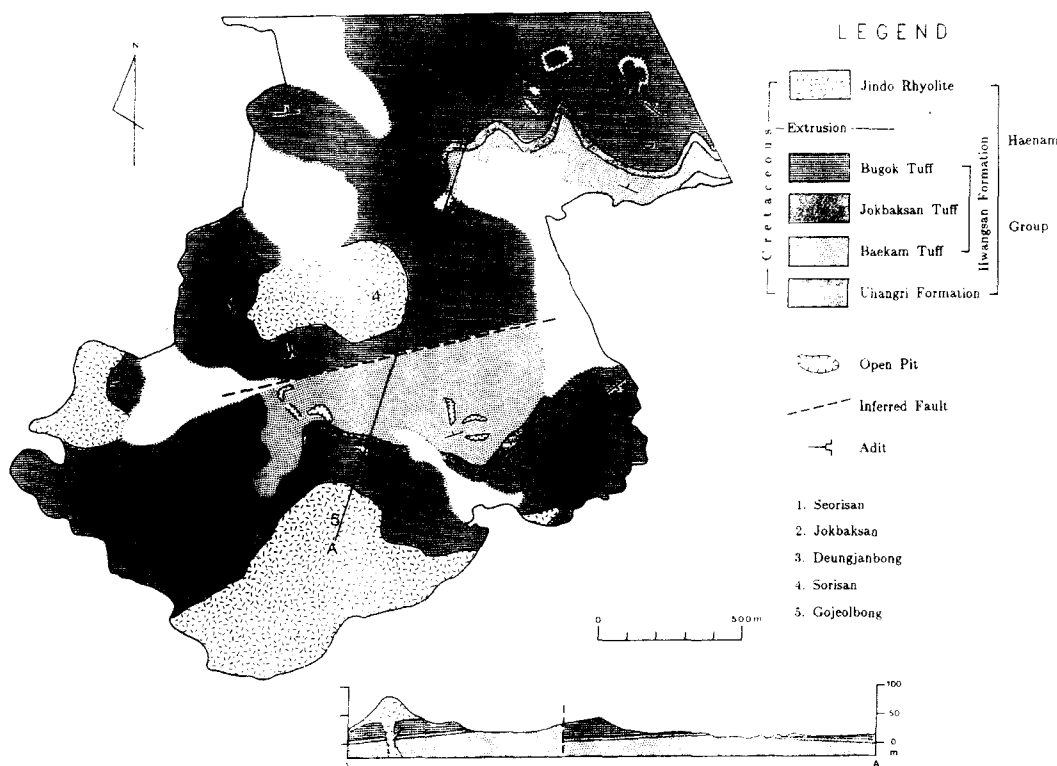 N
LEGEND
Jindo Rhyolite
Extrusion
Bugok Tuff
Jokbaksan Tuff
Baekam Tuff
Uhangri Formation
Cretaceous
Hwangsan Formation
Haenam
Group
Open Pit
Inferred Fault
Adit
1. Seorisan
2. Jokbaksan
3. Deungjanbong
4. Sorisan
5. Gojeolbong
4
5
A
0 500m
100
50
0
m
A